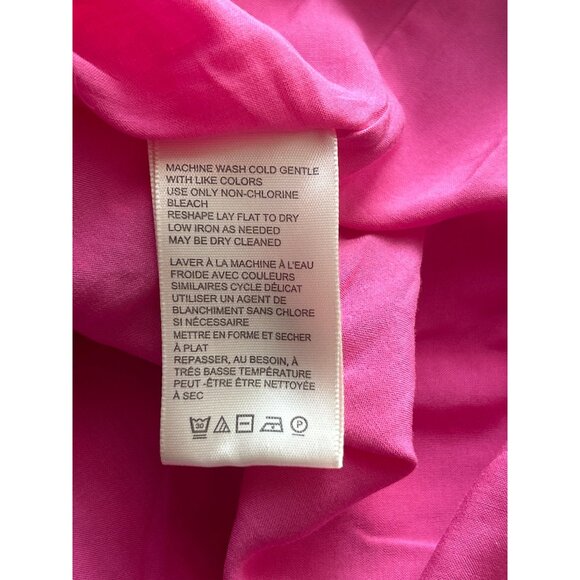 MACHINE WASH COLD GENTLE
WITH LIKE COLORS
USE ONLY NON-CHLORINE
BLEACH
RESHAPE LAY FLAT TO DRY
LOW IRON AS NEEDED
MAY BE DRY CLEANED
LAVER À LA MACHINE À L'EAU
FROIDE AVEC COULEURS
SIMILAIRES CYCLE DÉLICAT
UTILISER UN AGENT DE
BLANCHIMENT SANS CHLORE
SI NÉCESSAIRE
METTRE EN FORME ET SECHER
À PLAT
REPASSER, AU BESOIN, À
TRÉS BASSE TEMPÉRATURE
PEUT -ÊTRE ÊTRE NETTOYÉE
À SEC
30 P